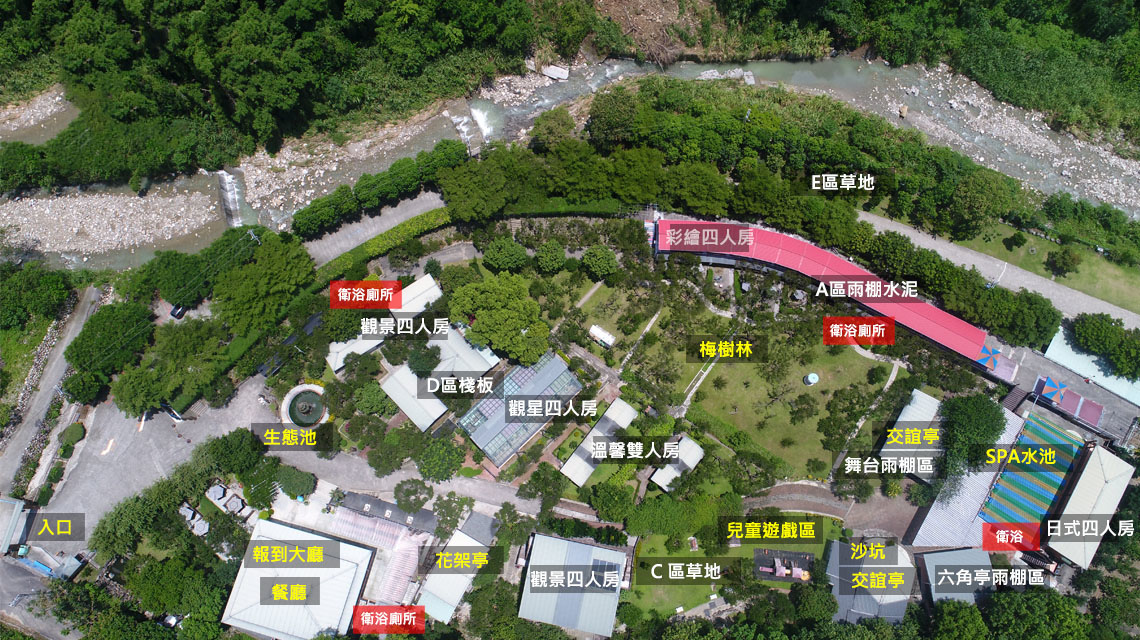 E區草地
彩繪四人房
A區雨棚水泥
衛浴廁所
觀景四人房
衛浴廁所
梅樹林
D區棧板
觀星四人房
生態池
溫馨雙人房
交誼亭
舞台雨棚區
SPA水池
入口
兒童遊戲區
衛浴
日式四人房
報到大廳
花架亭
沙坑
餐廳
觀景四人房
C 區草地
交誼亭
六角亭雨棚區
衛浴廁所